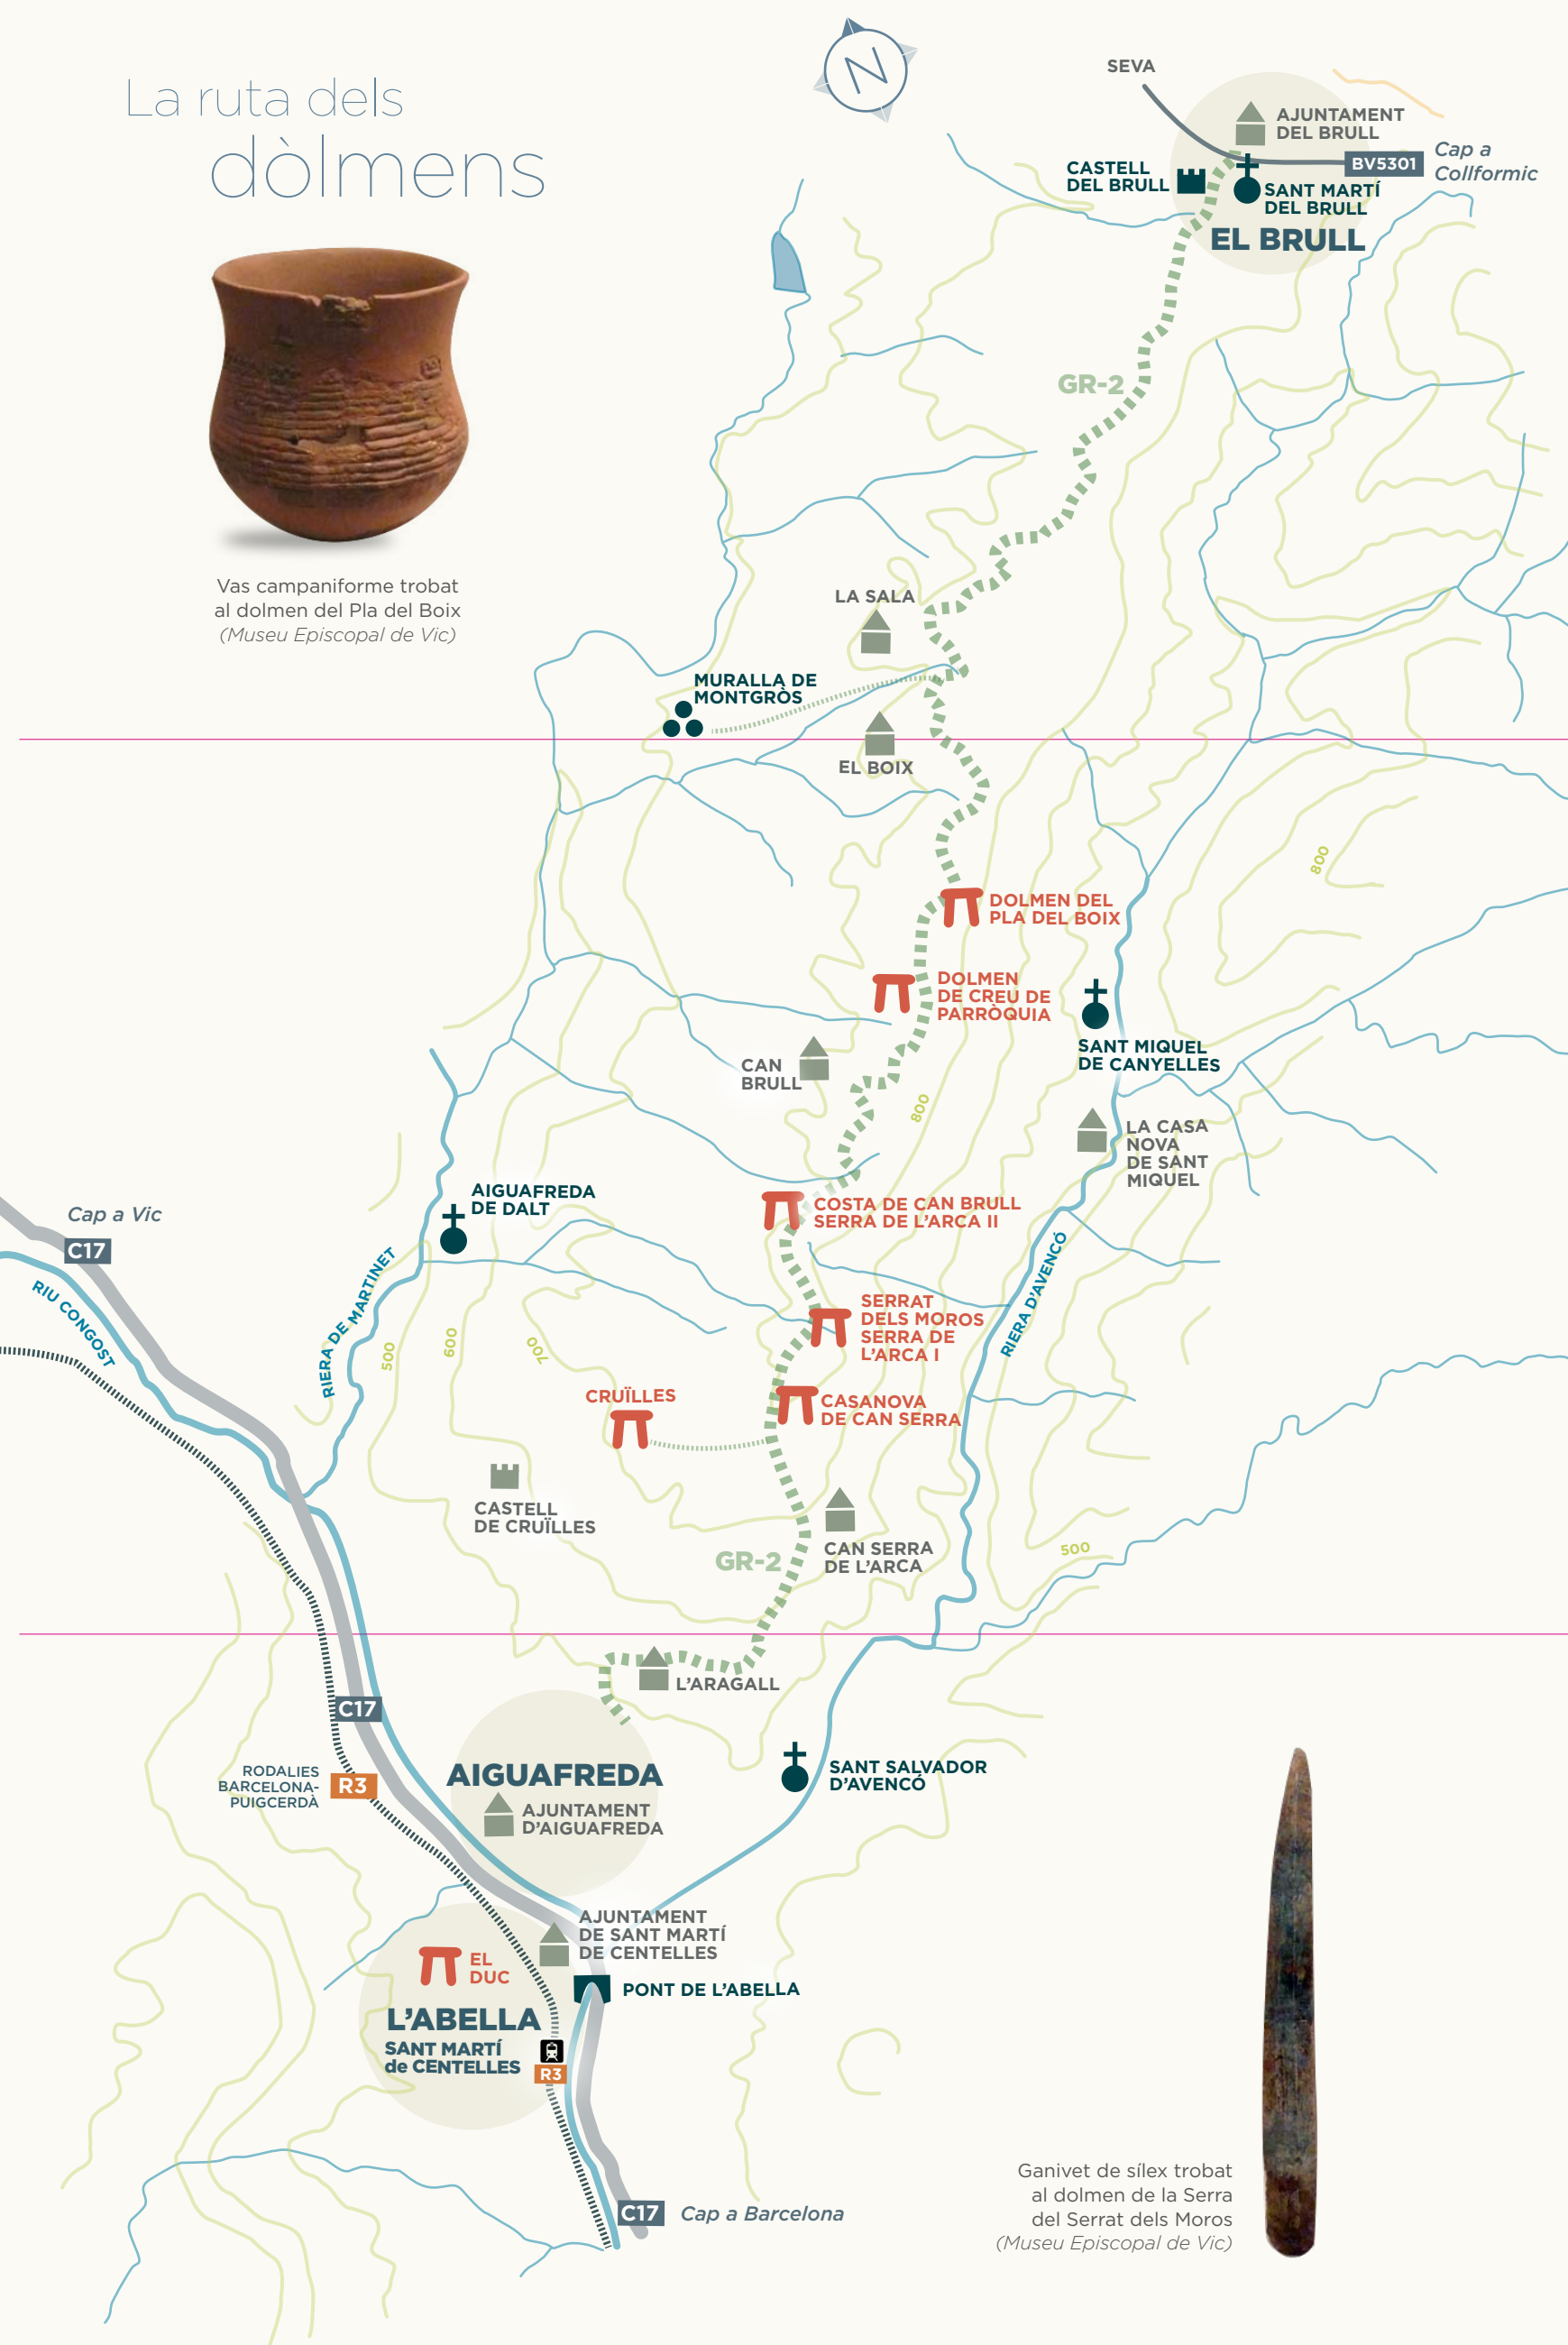 La ruta dels
dòlmens
Vas campaniforme trobat
al dolmen del Pla del Boix
(Museu Episcopal de Vic)
N
SEVA
AJUNTAMENT
DEL BRULL
BV5301
Cap a
Collformic
CASTELL
DEL BRULL
SANT MARTÍ
DEL BRULL
EL BRULL
GR-2
LA SALA
MURALLA DE
MONTGRÒS
EL BOIX
800
DOLMEN DEL
PLA DEL BOIX
DOLMEN
DE CREU DE
PARRÒQUIA
SANT MIQUEL
DE CANYELLES
CAN
BRULL
800
LA CASA
NOVA
DE SANT
MIQUEL
AIGUAFREDA
DE DALT
COSTA DE CAN BRULL
SERRA DE L'ARCA II
Cap a Vic
C17
RIU CONGOST
RIERA DE MARTINET
RIERA D'AVENCÓ
500
600
700
SERRAT
DELS MOROS
SERRA DE
L'ARCA I
CRUÏLLES
CASANOVA
DE CAN SERRA
CASTELL
DE CRUÏLLES
CAN SERRA
DE L'ARCA
500
GR-2
L'ARAGALL
C17
RODALIES
BARCELONA-
PUIGCERDÀ
R3
AIGUAFREDA
AJUNTAMENT
D'AIGUAFREDA
SANT SALVADOR
D'AVENCÓ
AJUNTAMENT
DE SANT MARTÍ
DE CENTELLES
EL
DUC
PONT DE L'ABELLA
L'ABELLA
SANT MARTÍ
de CENTELLES
R3
C17
Cap a Barcelona
Ganivet de sílex trobat
al dolmen de la Serra
del Serrat dels Moros
(Museu Episcopal de Vic)